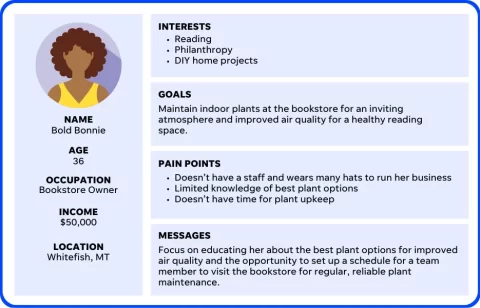 NAME
Bold Bonnie
AGE
36
OCCUPATION
Bookstore Owner
INCOME
$50,000
LOCATION
Whitefish, MT
INTERESTS
• Reading
• Philanthropy
• DIY home projects
GOALS
Maintain indoor plants at the bookstore for an inviting
atmosphere and improved air quality for a healthy reading
space.
PAIN POINTS
• Doesn't have a staff and wears many hats to run her business
• Limited knowledge of best plant options
• Doesn't have time for plant upkeep
MESSAGES
Focus on educating her about the best plant options for improved
air quality and the opportunity to set up a schedule for a team
member to visit the bookstore for regular, reliable plant
maintenance.